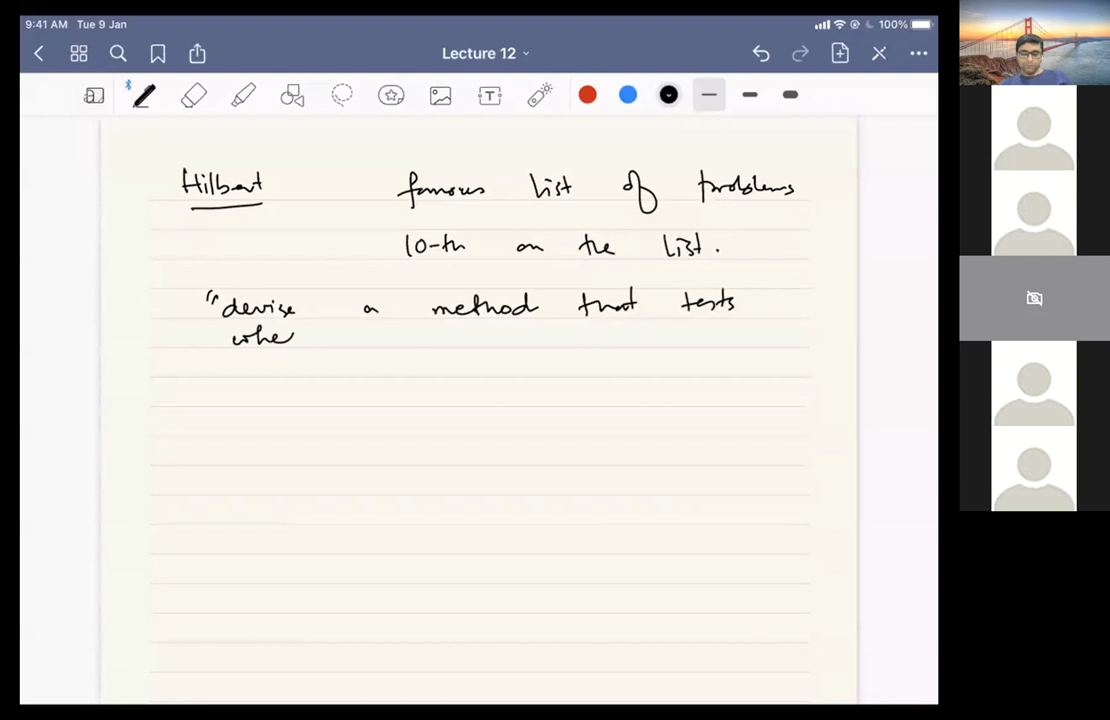 9:41 AM Tue 9 Jan 100%
Lecture 12
Hilbert famous list of problems
10-th on the list.
"devise a method that tests
whe